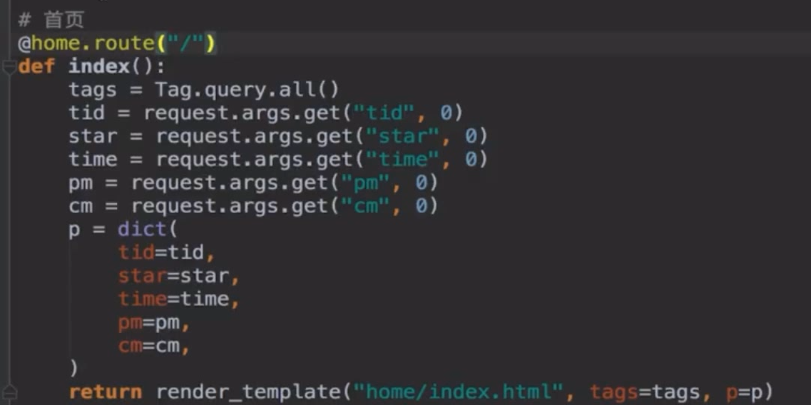 # 首页
@home.route("/")
def index():
    tags = Tag.query.all()
    tid = request.args.get("tid", 0)
    star = request.args.get("star", 0)
    time = request.args.get("time", 0)
    pm = request.args.get("pm", 0)
    cm = request.args.get("cm", 0)
    p = dict(
        tid=tid,
        star=star,
        time=time,
        pm=pm,
        cm=cm,
    )
    return render_template("home/index.html", tags=tags, p=p)